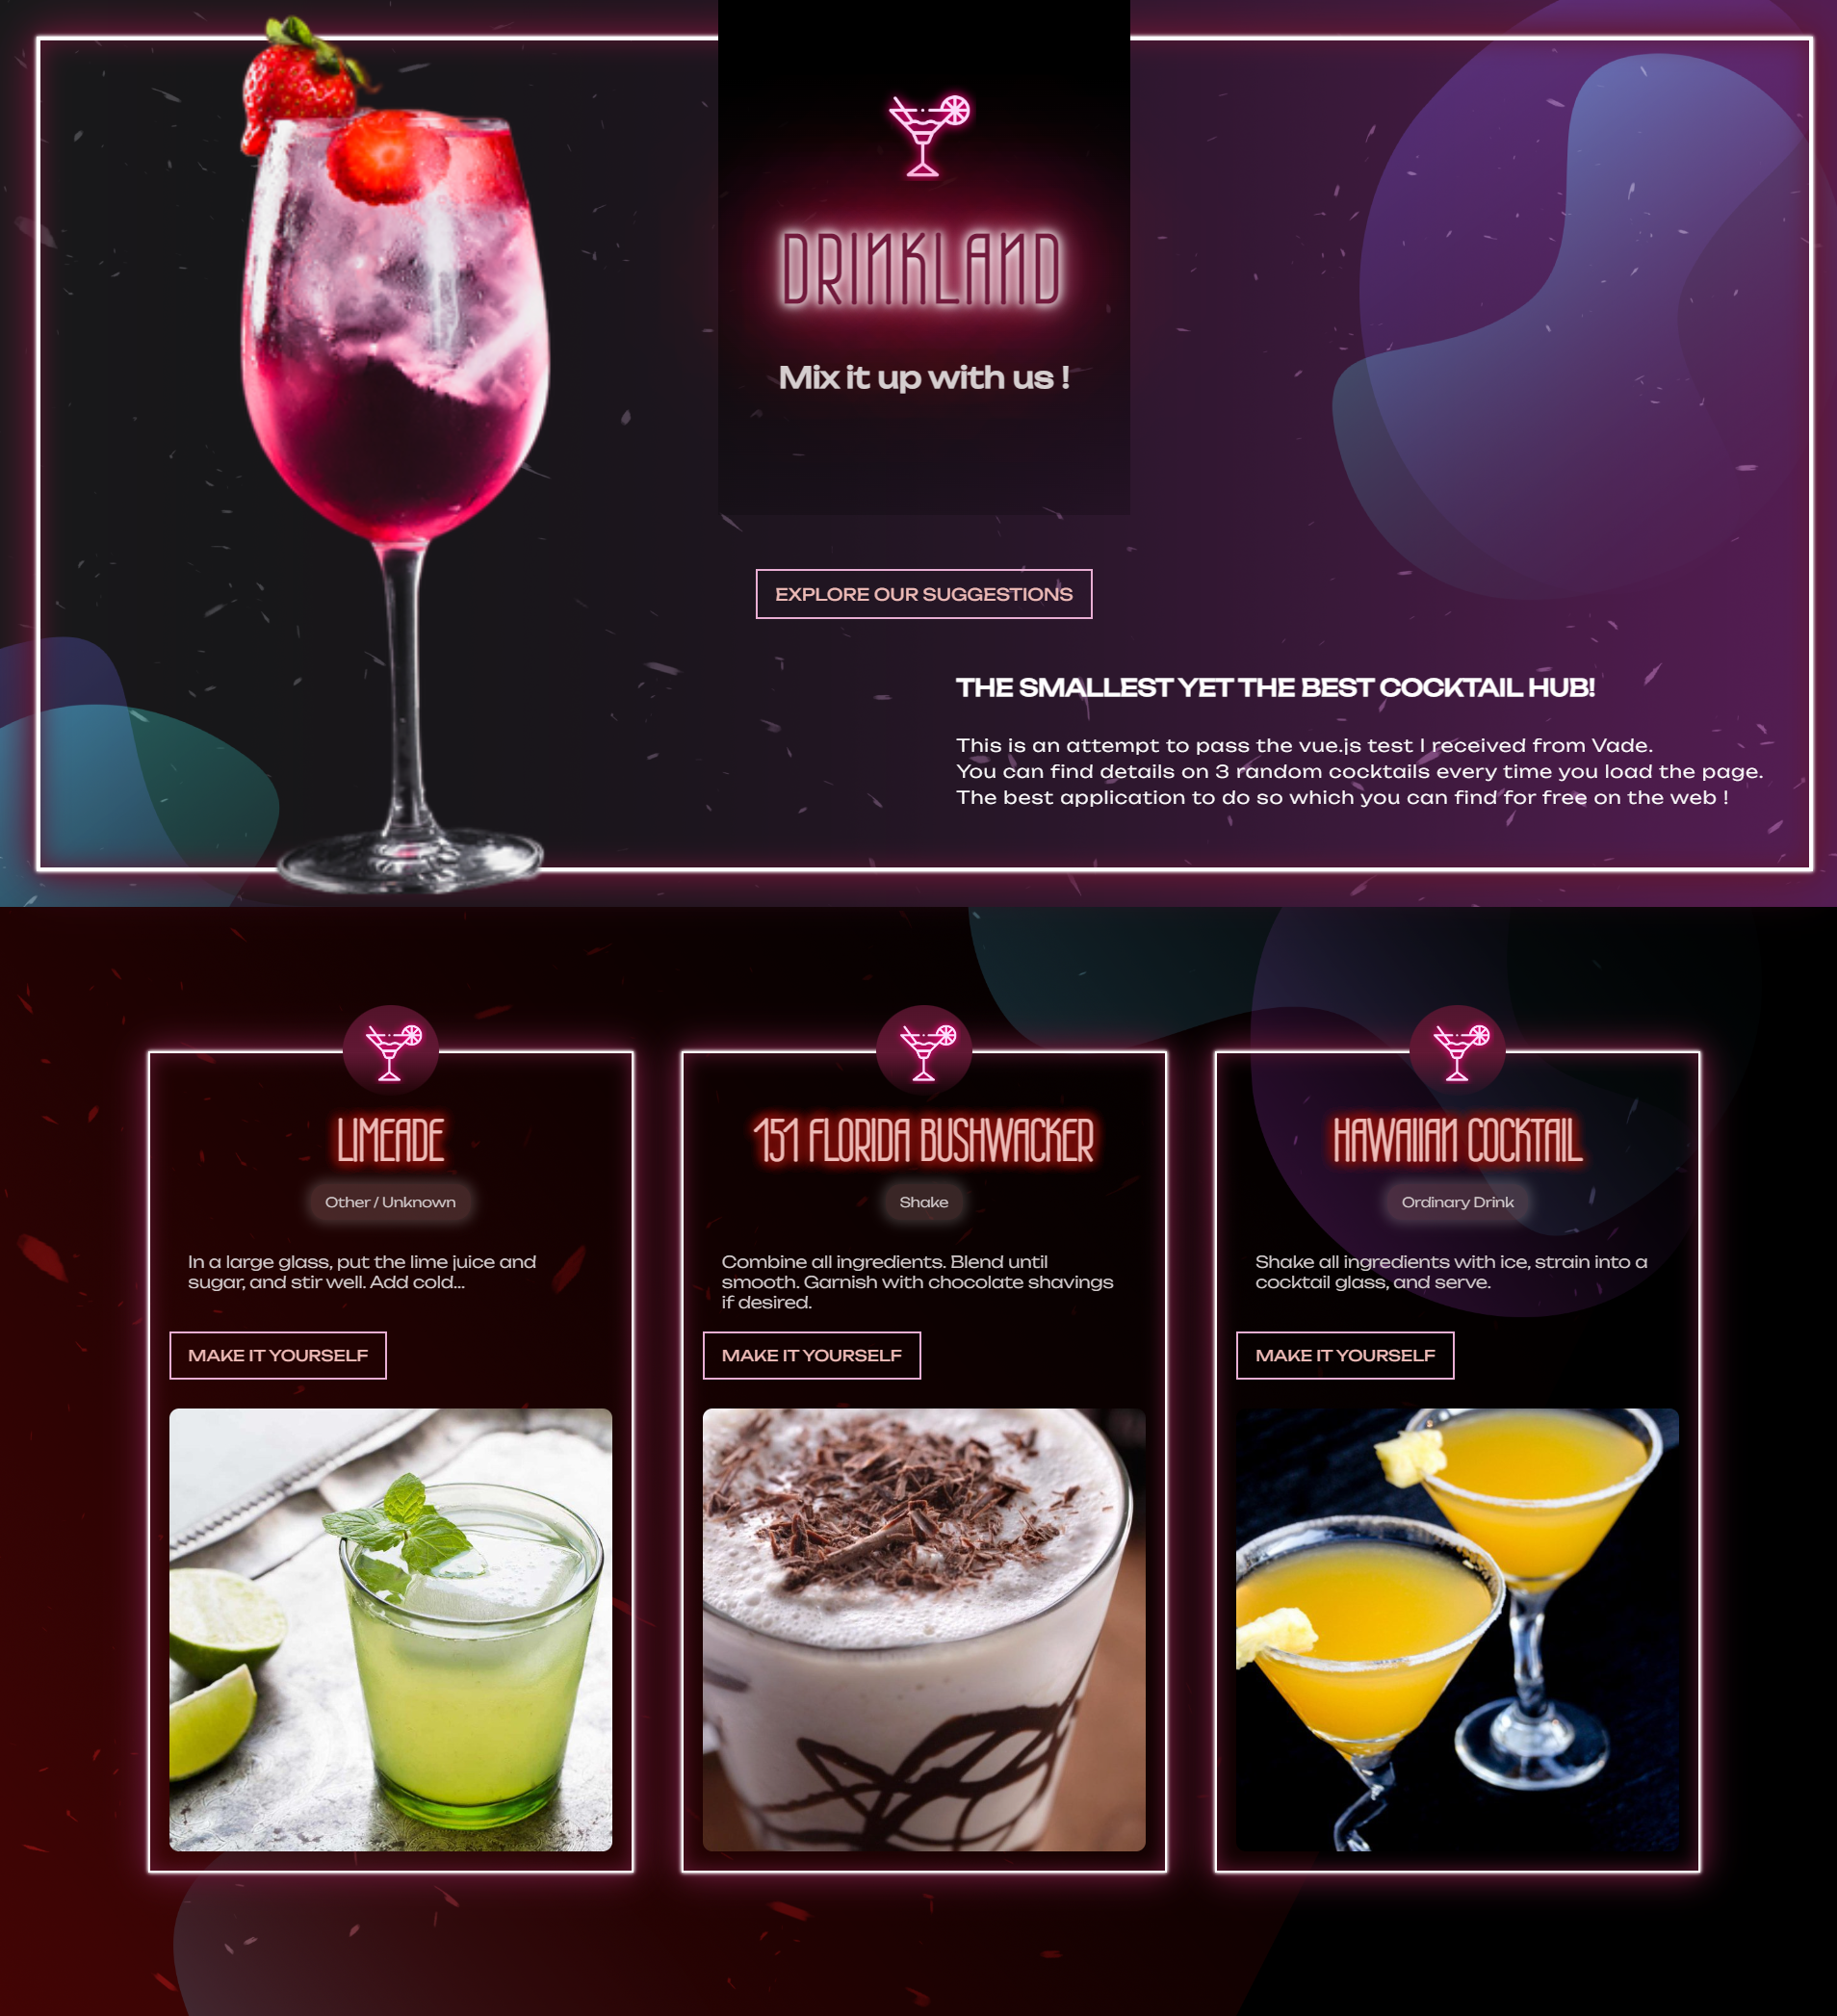 DRINKLAND
Mix it up with us !
EXPLORE OUR SUGGESTIONS
THE SMALLEST YET THE BEST COCKTAIL HUB!
This is an attempt to pass the vue.js test I received from Vade.
You can find details on 3 random cocktails every time you load the page.
The best application to do so which you can find for free on the web !
LIMEADE
Other / Unknown
In a large glass, put the lime juice and
sugar, and stir well. Add cold...
MAKE IT YOURSELF
151 FLORIDA BUSHWACKER
Shake
Combine all ingredients. Blend until
smooth. Garnish with chocolate shavings
if desired.
MAKE IT YOURSELF
HAWAIIAN COCKTAIL
Ordinary Drink
Shake all ingredients with ice, strain into a
cocktail glass, and serve.
MAKE IT YOURSELF